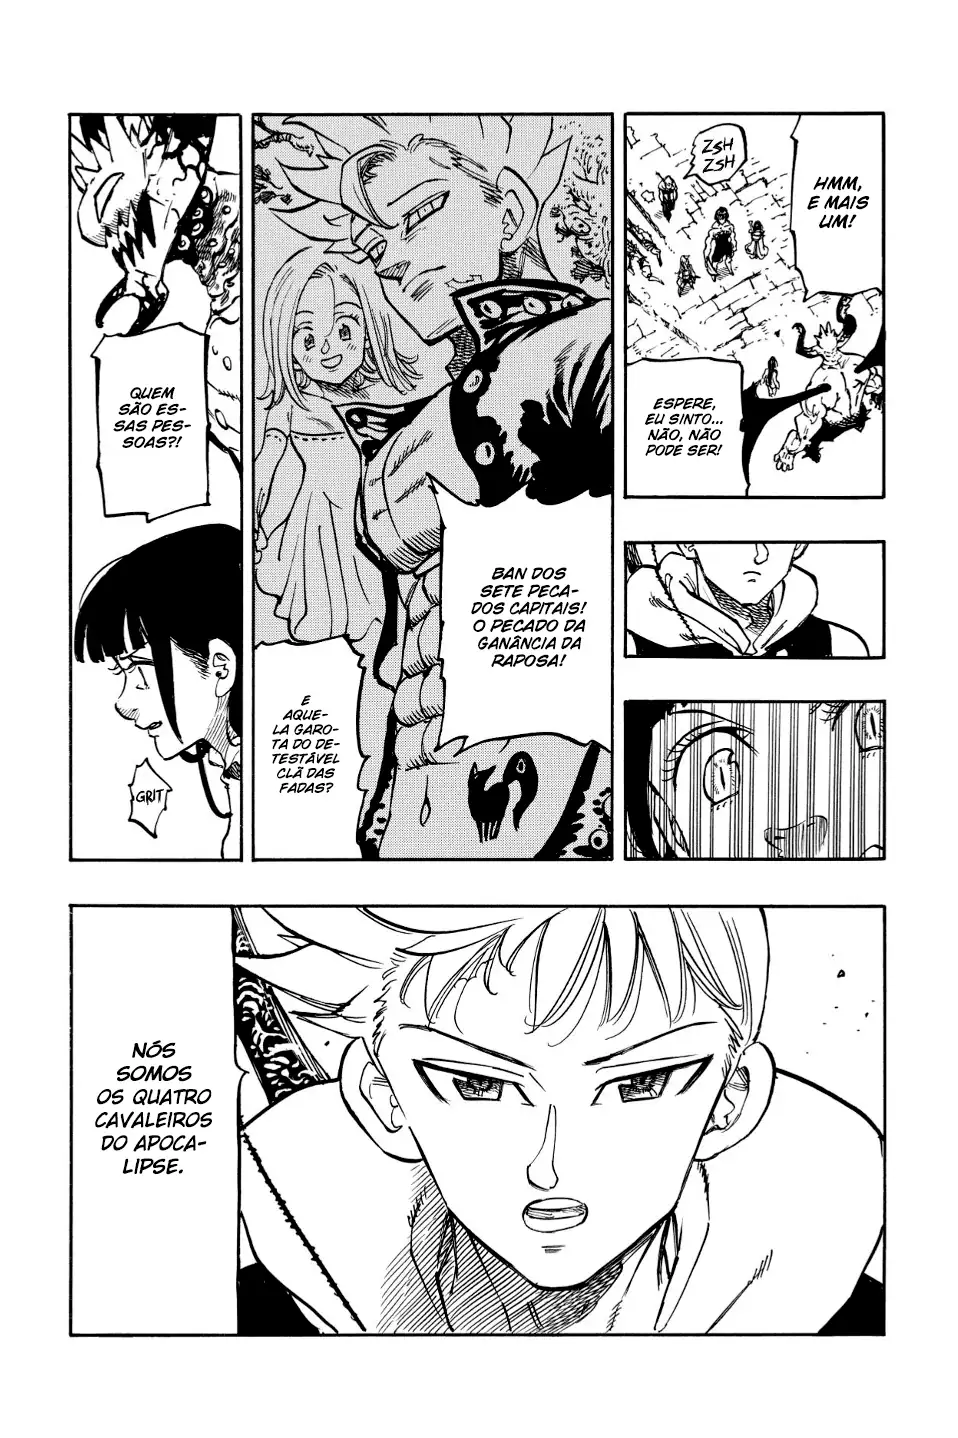 HMM,
E MAIS
UM!
ZSH
ZSH
ESPERE,
EU SINTO...
NÃO, NÃO
PODE SER!
BAN DOS
SETE PECA-
DOS CAPITAIS!
O PECADO DA
GANÂNCIA DA
RAPOSA!
E
AQUE-
LA GARO-
TA DO DE-
TESTÁVEL
CLÃ DAS
FADAS?
QUEM
SÃO ES-
SAS PES-
SOAS?!
GRIT
NÓS
SOMOS
OS QUATRO
CAVALEIROS
DO APOCA-
LIPSE.